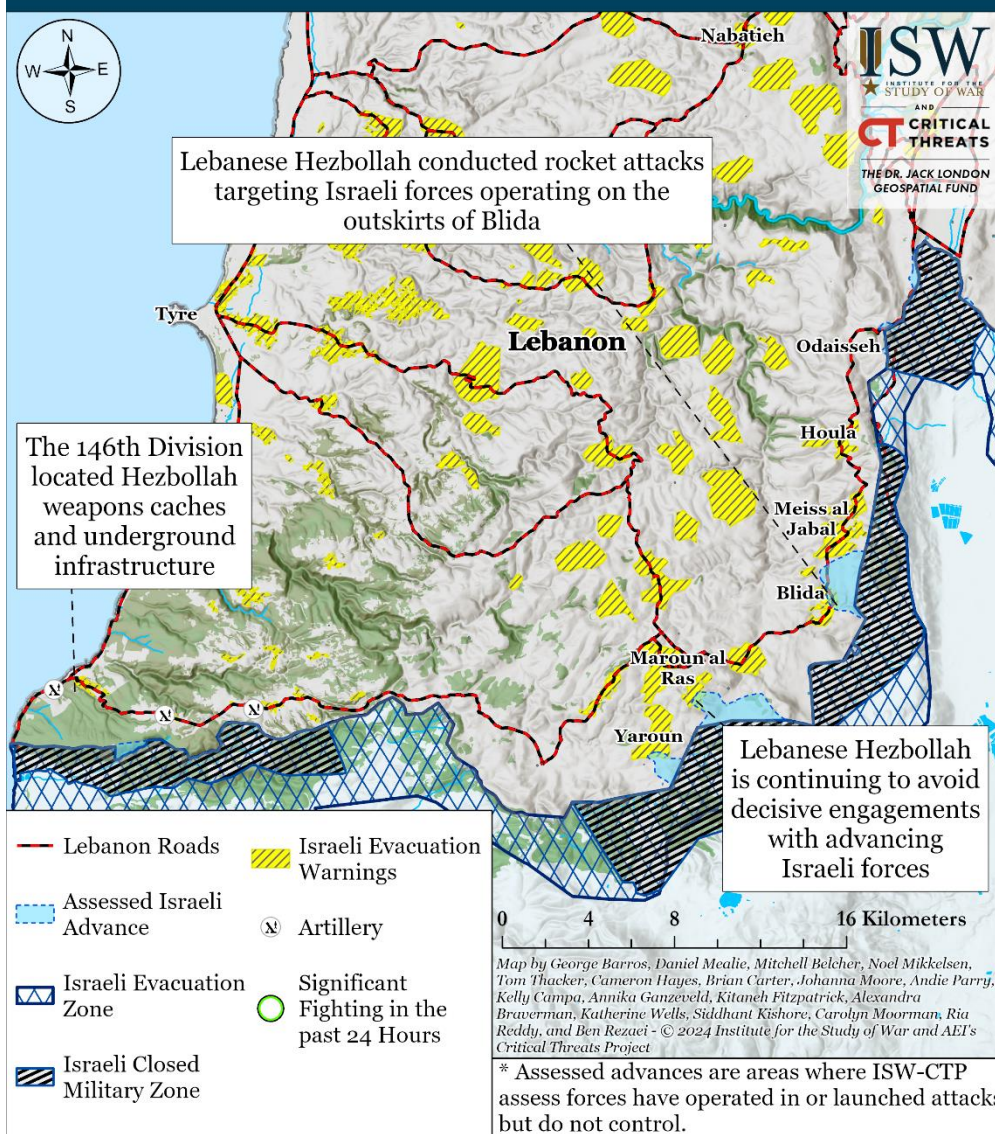 N
W
E
S
Nabatieh
ISW
INSTITUTE FOR THE
STUDY OF WAR
AND
CT CRITICAL
THREATS
THE DR. JACK LONDON
GEOSPATIAL FUND
Lebanese Hezbollah conducted rocket attacks
targeting Israeli forces operating on the
outskirts of Blida
Tyre
Lebanon
Odaisseh
The 146th Division
located Hezbollah
weapons caches
and underground
infrastructure
Houla
Meiss al
Jabal
Blida
Maroun al
Ras
Yaroun
Lebanese Hezbollah
is continuing to avoid
decisive engagements
with advancing
Israeli forces
Lebanon Roads
Assessed Israeli
Advance
Israeli Evacuation
Zone
Israeli Closed
Military Zone
Israeli Evacuation
Warnings
Artillery
Significant
Fighting in the
past 24 Hours
0 4 8 16 Kilometers
Map by George Barros, Daniel Mealie, Mitchell Belcher, Noel Mikkelsen,
Tom Thacker, Cameron Hayes, Brian Carter, Johanna Moore, Andie Parry,
Kelly Campa, Annika Ganzeveld, Kitaneh Fitzpatrick, Alexandra
Braverman, Katherine Wells, Siddhant Kishore, Carolyn Moorman, Ria
Reddy, and Ben Rezaei - © 2024 Institute for the Study of War and AEI's
Critical Threats Project
* Assessed advances are areas where ISW-CTP
assess forces have operated in or launched attacks
but do not control.